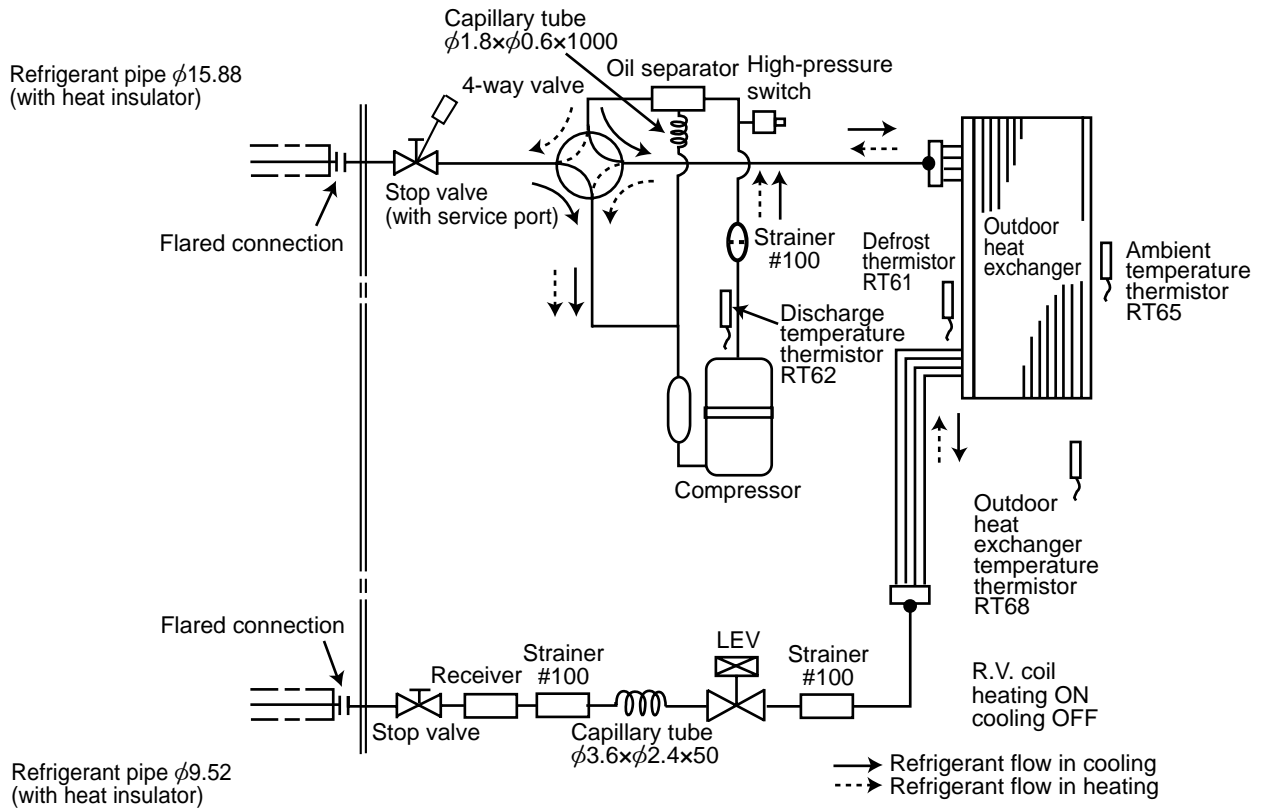 Capillary tube
ϕ1.8×ϕ0.6×1000
Refrigerant pipe ϕ15.88
(with heat insulator)
4-way valve
Oil separator
High-pressure
switch
Stop valve
(with service port)
Flared connection
Strainer
#100
Defrost
thermistor
RT61
Outdoor
heat
exchanger
Ambient
temperature
thermistor
RT65
Discharge
temperature
thermistor
RT62
Compressor
Outdoor
heat
exchanger
temperature
thermistor
RT68
Flared connection
LEV
Receiver
Strainer
#100
Strainer
#100
R.V. coil
heating ON
cooling OFF
Stop valve
Capillary tube
ϕ3.6×ϕ2.4×50
Refrigerant pipe ϕ9.52
(with heat insulator)
Refrigerant flow in cooling
Refrigerant flow in heating